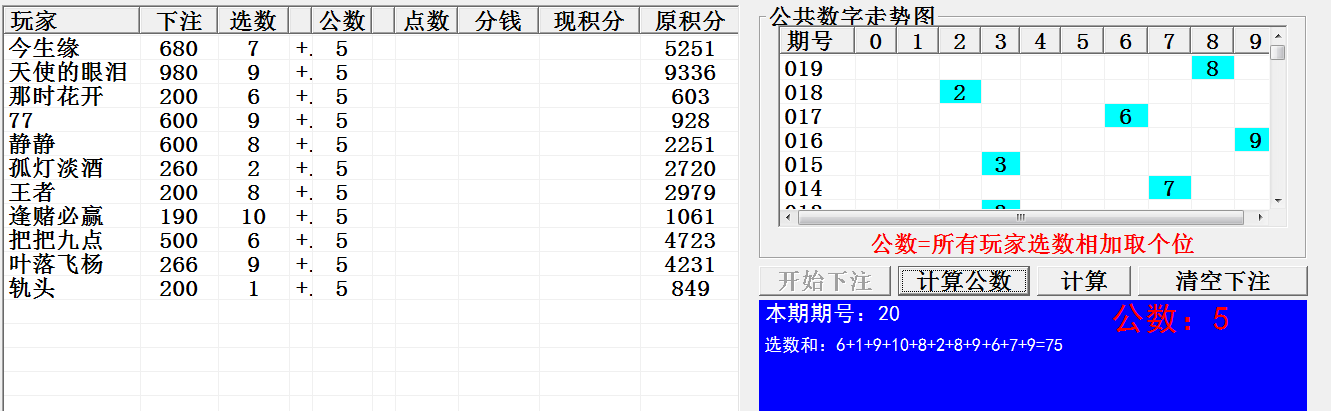 玩家 下注 选数 公数 点数 分钱 现积分 原积分
今生缘 680 7 +. 5 5251
天使的眼泪 980 9 +. 5 9336
那时花开 200 6 +. 5 603
77 600 9 +. 5 928
静静 600 8 +. 5 2251
孤灯淡酒 260 2 +. 5 2720
王者 200 8 +. 5 2979
逢赌必赢 190 10 +. 5 1061
把把九点 500 6 +. 5 4723
叶落飞杨 266 9 +. 5 4231
轨头 200 1 +. 5 849
公共数字走势图
期号 0 1 2 3 4 5 6 7 8 9
019 8
018 2
017 6
016 9
015 3
014 7
公数=所有玩家选数相加取个位
开始下注 计算公数 计算 清空下注
本期期号：20 公数：5
选数和：6+1+9+10+8+2+8+9+6+7+9=75